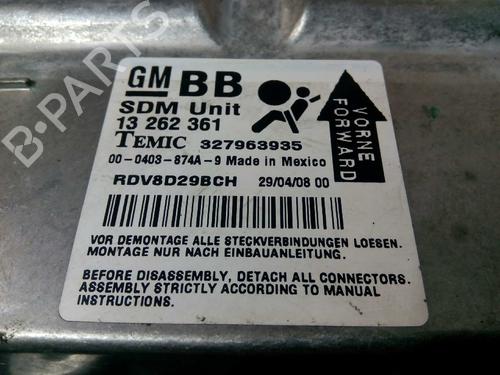 B-PARTS
GM BB
SDM Unit
13 262 361
TEMIC 327963935
00-0403-874A-9 Made in Mexico
RDV8D29BCH 29/04/08 00
VORNE
FORWARD
VOR DEMONTAGE ALLE STECKVERBINDUNGEN LOESEN.
MONTAGE NUR NACH EINBAUANLEITUNG.
BEFORE DISASSEMBLY, DETACH ALL CONNECTORS.
ASSEMBLY STRICTLY ACCORDING TO MANUAL
INSTRUCTIONS.